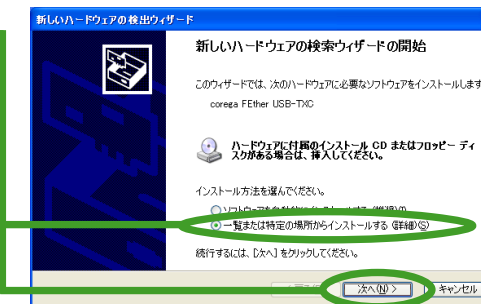 新しいハードウェアの検出ウィザード
新しいハードウェアの検索ウィザードの開始
このウィザードでは、次のハードウェアに必要なソフトウェアをインストールします
corega FEther USB-TXC
ハードウェアに付属のインストール CD またはフロッピー ディ
スクがある場合は、挿入してください。
インストール方法を選んでください。
一覧または特定の場所からインストールする (詳細)(S)
続行するには、[次へ] をクリックしてください。
次へ(N) >
キャンセル